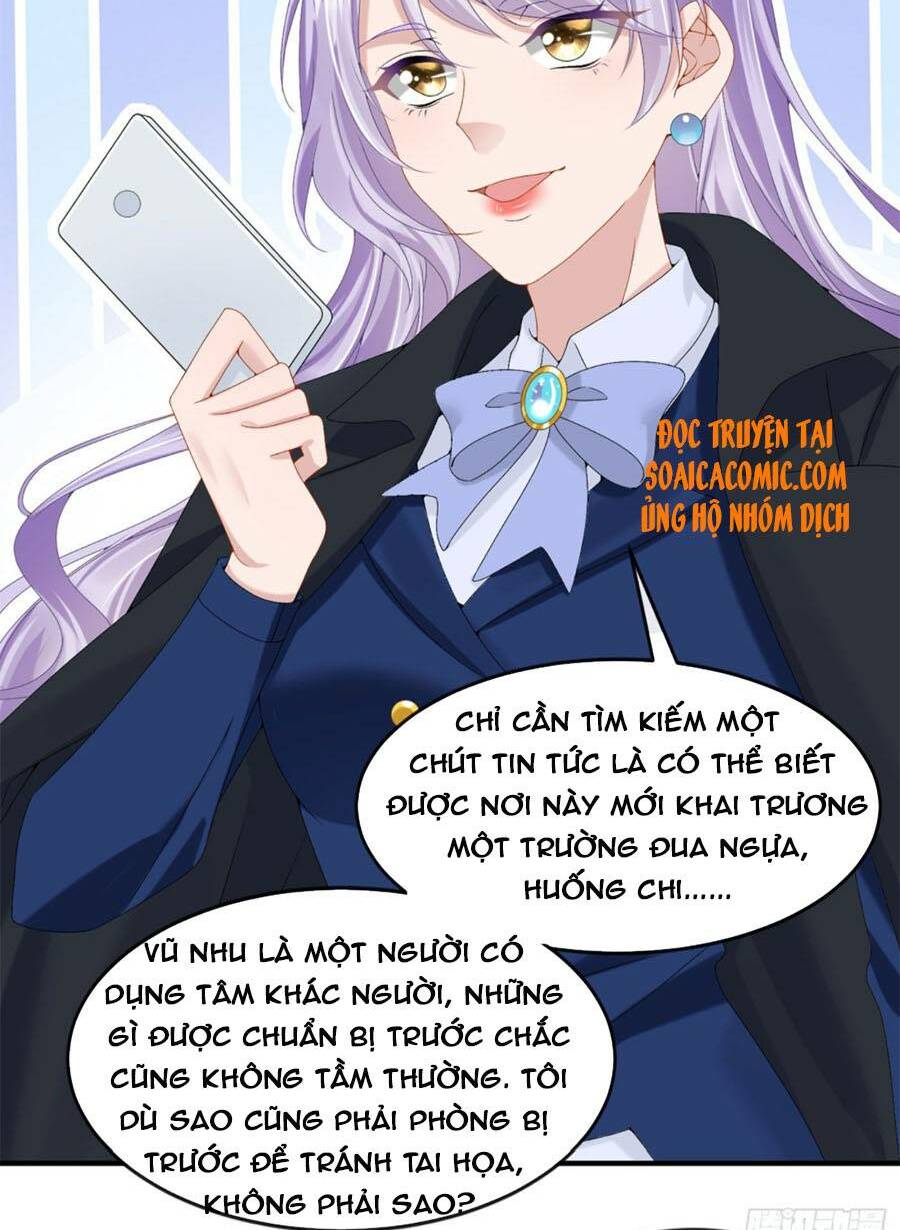 ĐỌC TRUYỆN TẠI
SOAICACOMIC.COM
ỦNG HỘ NHÓM DỊCH
CHỈ CẦN TÌM KIẾM MỘT
CHÚT TIN TỨC LÀ CÓ THỂ BIẾT
ĐƯỢC NƠI NÀY MỚI KHAI TRƯƠNG
MỘT TRƯỜNG ĐUA NGỰA,
HUỐNG CHI......
VŨ NHU LÀ MỘT NGƯỜI CÓ
DỤNG TÂM KHÁC NGƯỜI, NHỮNG
GÌ ĐƯỢC CHUẨN BỊ TRƯỚC CHẮC
CŨNG KHÔNG TẦM THƯỜNG. TÔI
DÙ SAO CŨNG PHẢI PHÒNG BỊ
TRƯỚC ĐỂ TRÁNH TAI HỌA,
KHÔNG PHẢI SAO?